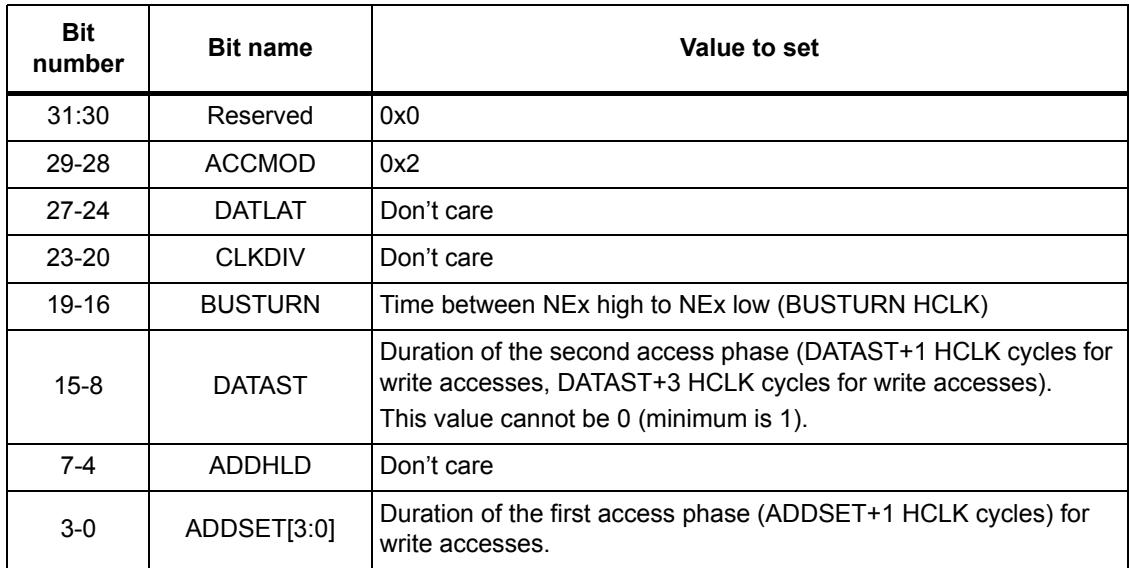 Bit
number
Bit name
Value to set
31:30
Reserved
0x0
29-28
ACCMOD
0x2
27-24
DATLAT
Don’t care
23-20
CLKDIV
Don’t care
19-16
BUSTURN
Time between NEx high to NEx low (BUSTURN HCLK)
15-8
DATAST
Duration of the second access phase (DATAST+1 HCLK cycles for
write accesses, DATAST+3 HCLK cycles for write accesses).
This value cannot be 0 (minimum is 1).
7-4
ADDHLD
Don’t care
3-0
ADDSET[3:0]
Duration of the first access phase (ADDSET+1 HCLK cycles) for
write accesses.